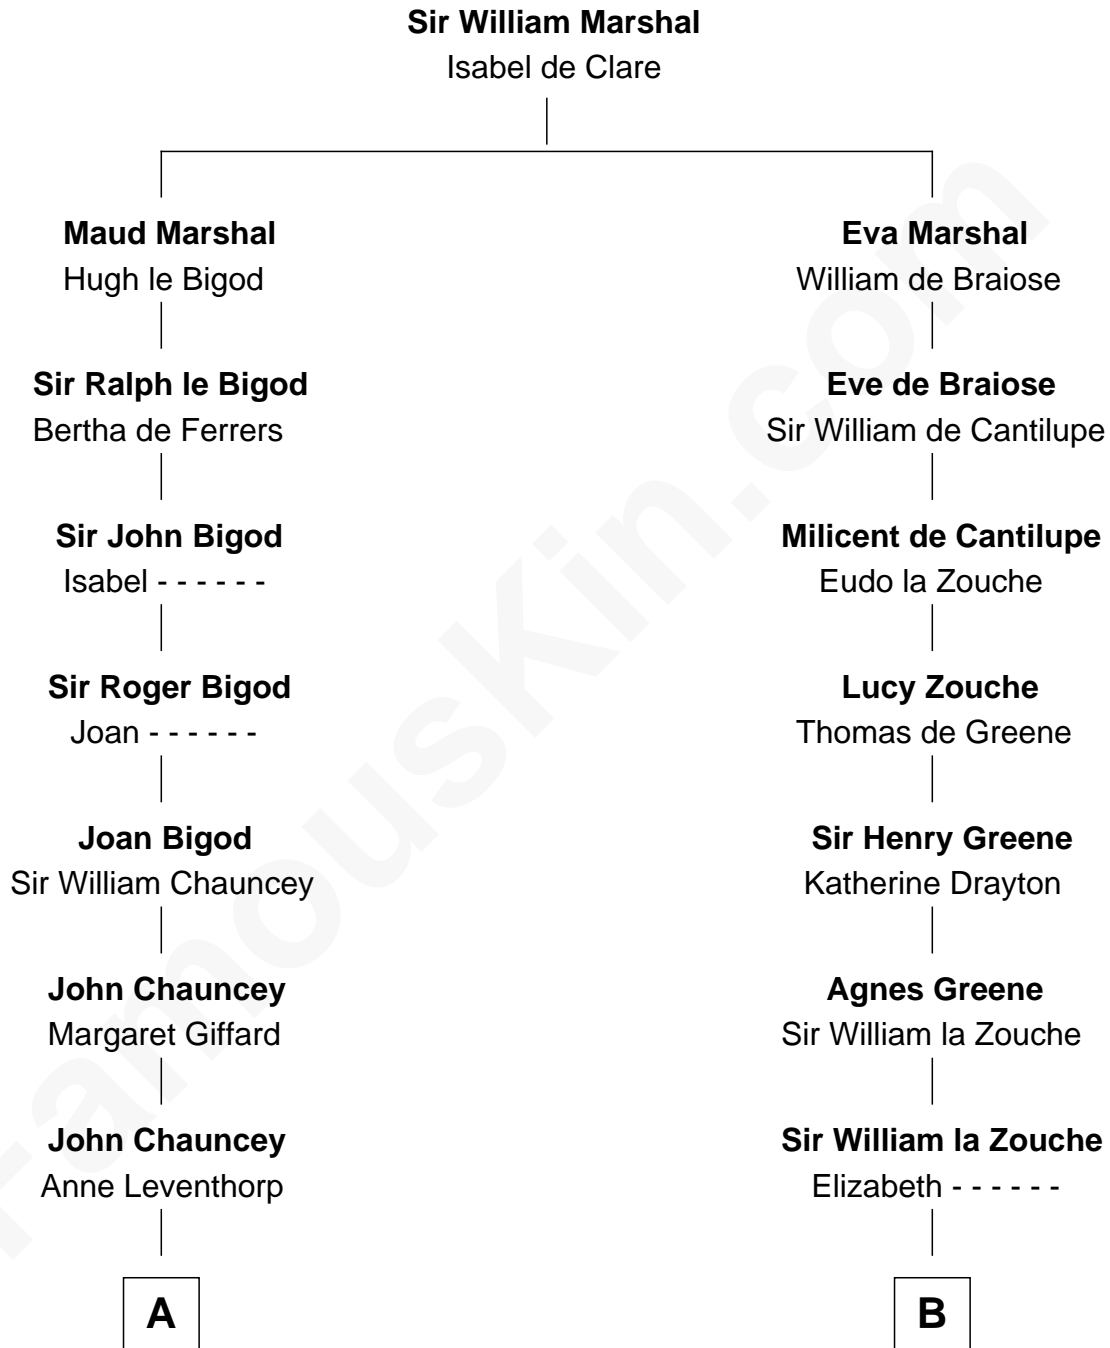 Sir William Marshal
Isabel de Clare
Maud Marshal
Hugh le Bigod
Eva Marshal
William de Braiose
Sir Ralph le Bigod
Bertha de Ferrers
Eve de Braiose
Sir William de Cantilupe
Sir John Bigod
Isabel - - - - - -
Milicent de Cantilupe
Eudo la Zouche
Sir Roger Bigod
Joan - - - - - -
Lucy Zouche
Thomas de Greene
Joan Bigod
Sir William Chauncey
Sir Henry Greene
Katherine Drayton
John Chauncey
Margaret Giffard
Agnes Greene
Sir William la Zouche
John Chauncey
Anne Leventhorp
Sir William la Zouche
Elizabeth - - - - - -
A
B
FamousKin.com